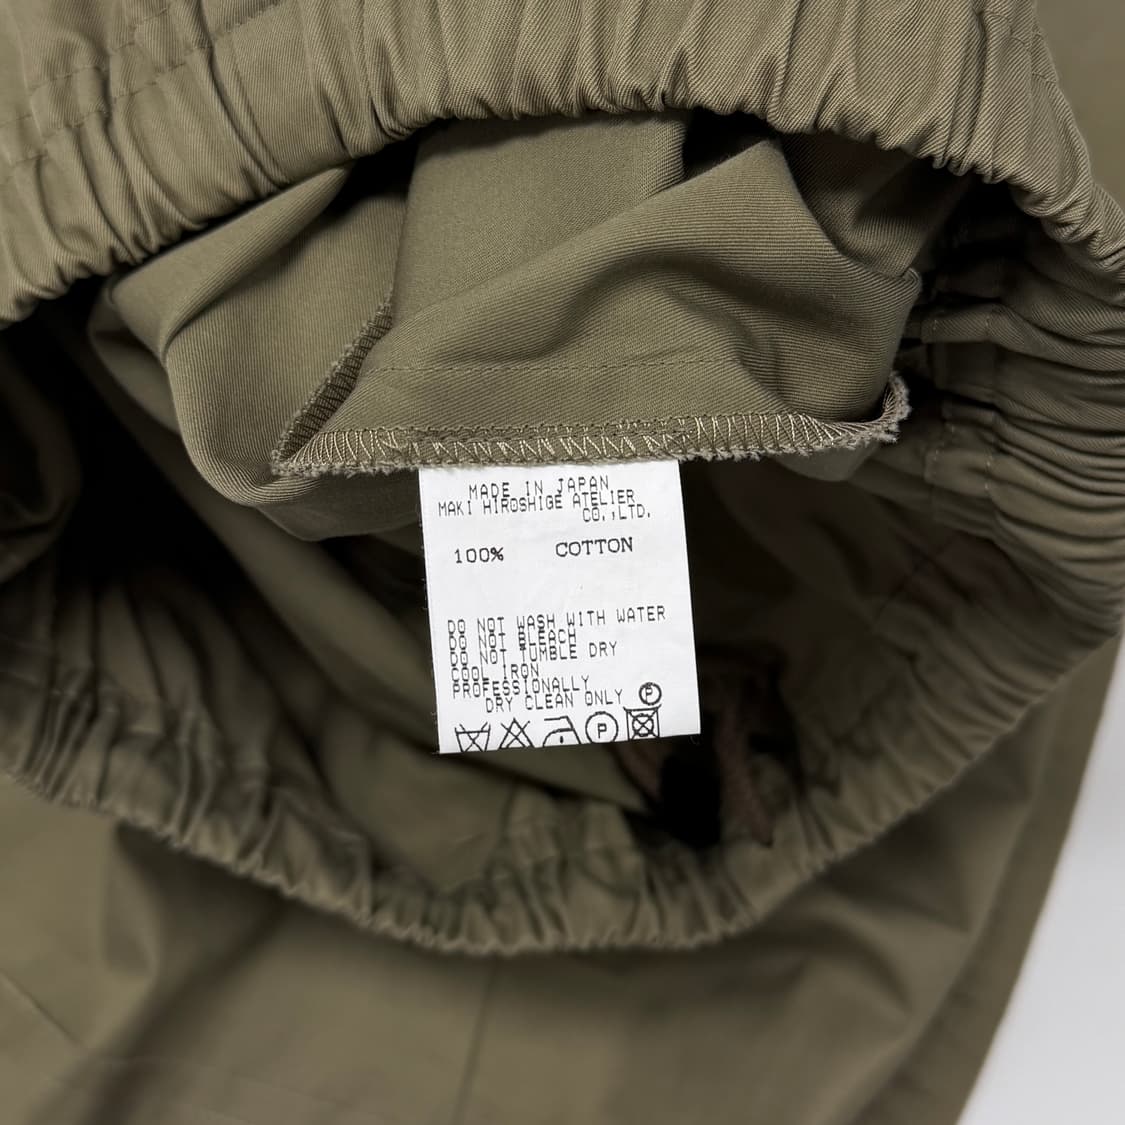 MADE IN JAPAN
MAKI HIROSHIGE ATELIER
CO.,LTD.
100% COTTON
DO NOT WASH WITH WATER
DO NOT BLEACH
DO NOT TUMBLE DRY
COOL IRON
PROFESSIONALLY
DRY CLEAN ONLY
P
P